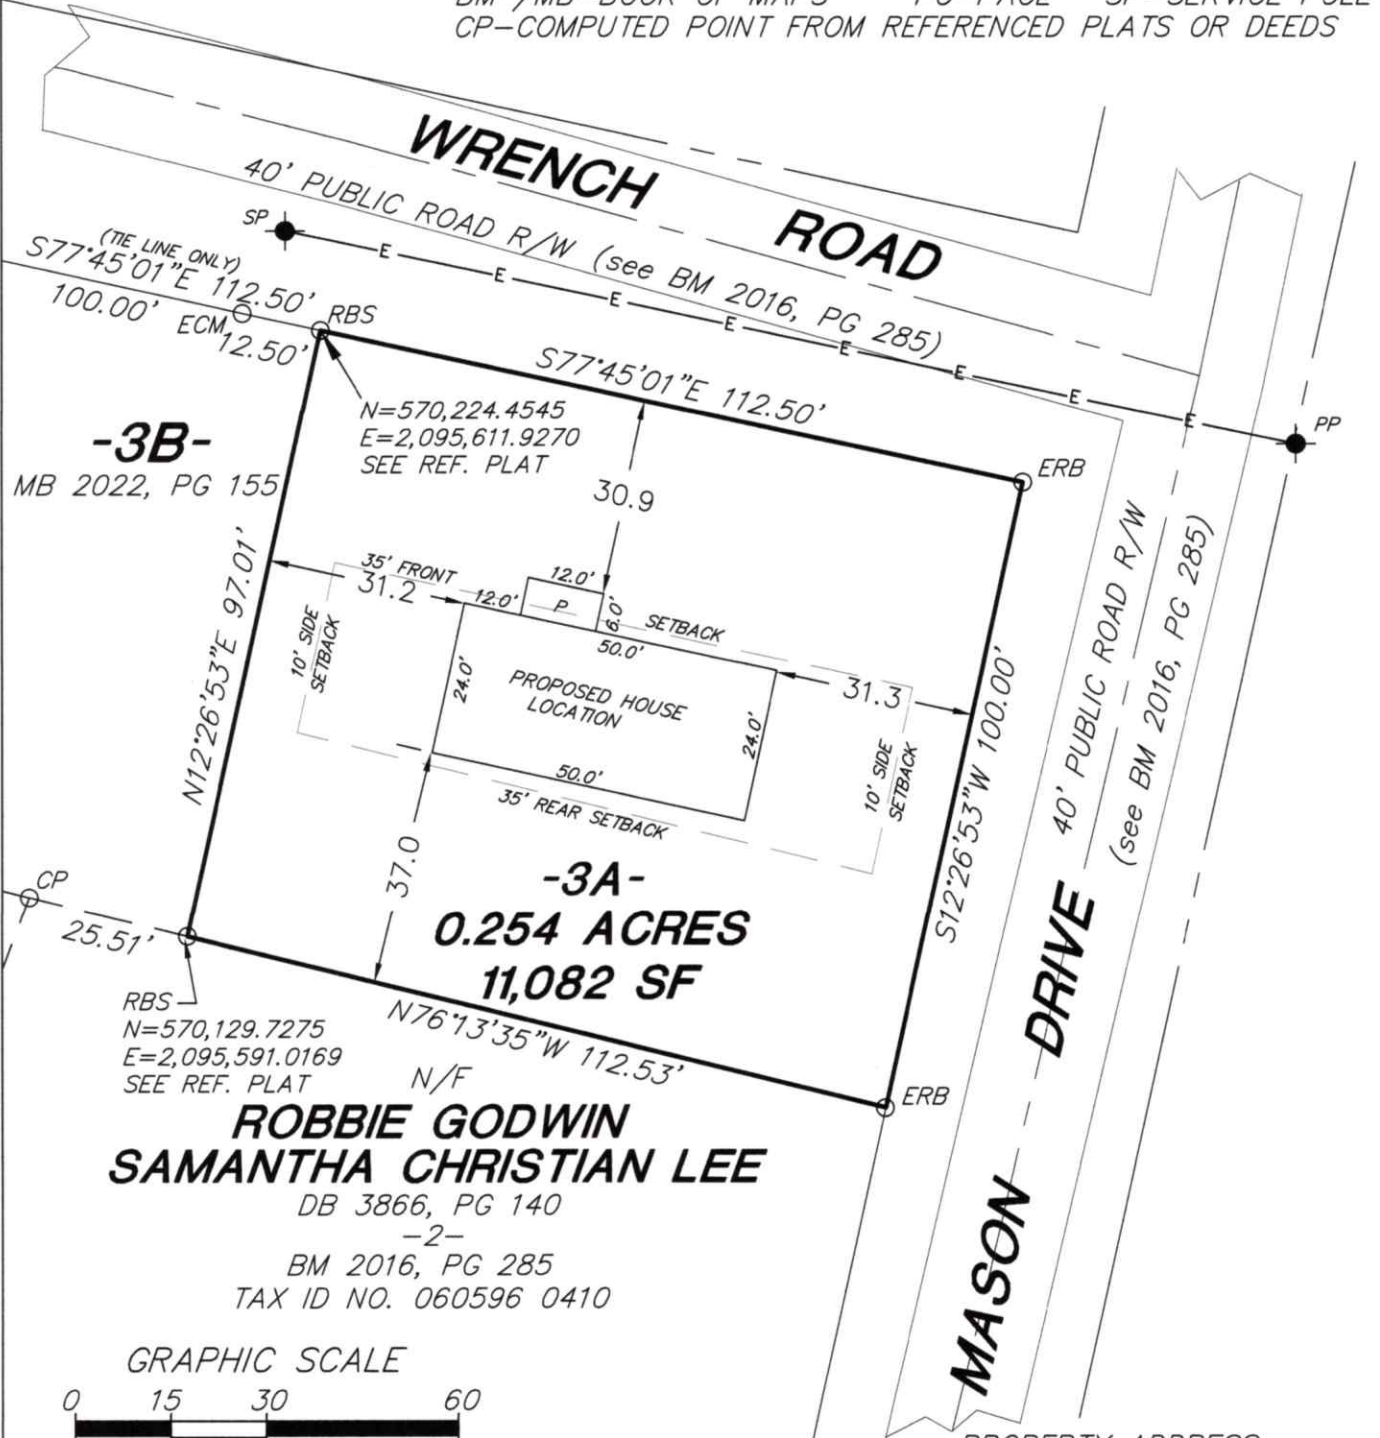 CP-COMPUTED POINT FROM REFERENCED PLATS OR DEEDS
WRENCH ROAD
40' PUBLIC ROAD R/W (see BM 2016, PG 285)
SP
E E E E E E E E
PP
(TIE LINE ONLY)
S77°45'01"E 112.50'
100.00' ECM 12.50'
RBS
S77°45'01"E 112.50'
N=570,224.4545
E=2,095,611.9270
SEE REF. PLAT
ERB
-3B-
MB 2022, PG 155
30.9
N12°26'53"E 97.01'
35' FRONT
SETBACK
31.2
12.0'
12.0'
P
6.0'
50.0'
10' SIDE
SETBACK
24.0'
PROPOSED HOUSE
LOCATION
24.0'
31.3
50.0'
35' REAR SETBACK
10' SIDE
SETBACK
S12°26'53"W 100.00'
37.0
-3A-
0.254 ACRES
11,082 SF
CP
25.51'
RBS
N=570,129.7275
E=2,095,591.0169
SEE REF. PLAT
N76°13'35"W 112.53'
ERB
N/F
ROBBIE GODWIN
SAMANTHA CHRISTIAN LEE
DB 3866, PG 140
-2-
BM 2016, PG 285
TAX ID NO. 060596 0410
MASON DRIVE
40' PUBLIC ROAD R/W
(see BM 2016, PG 285)
GRAPHIC SCALE
0 15 30 60
PROPERTY ADDRESS